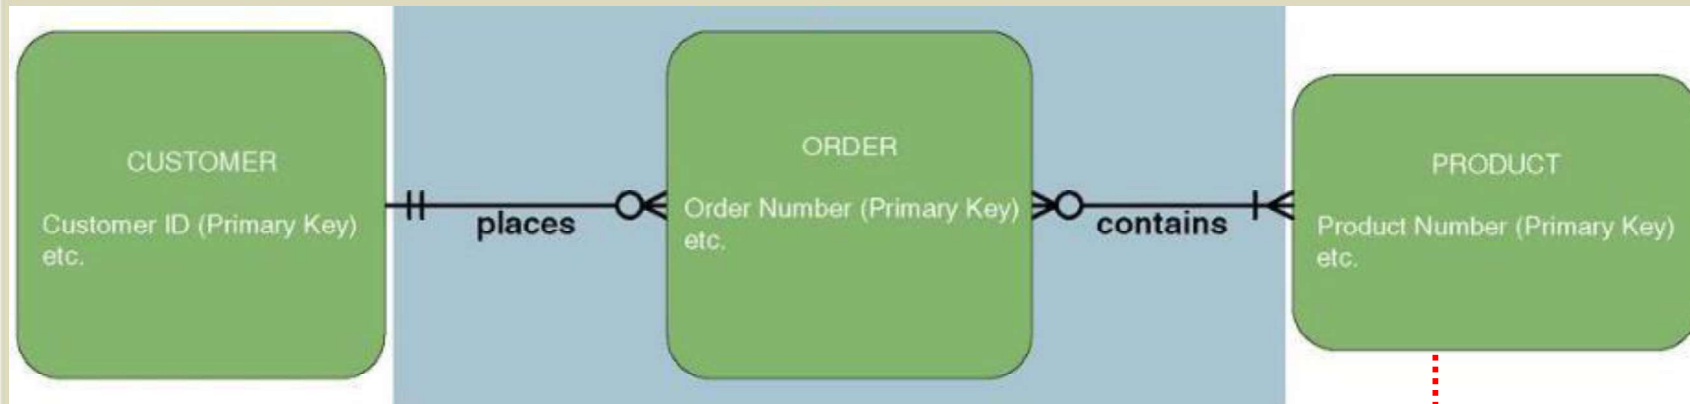 CUSTOMER
Customer ID (Primary Key)
etc.
places
ORDER
Order Number (Primary Key)
etc.
contains
PRODUCT
Product Number (Primary Key)
etc.